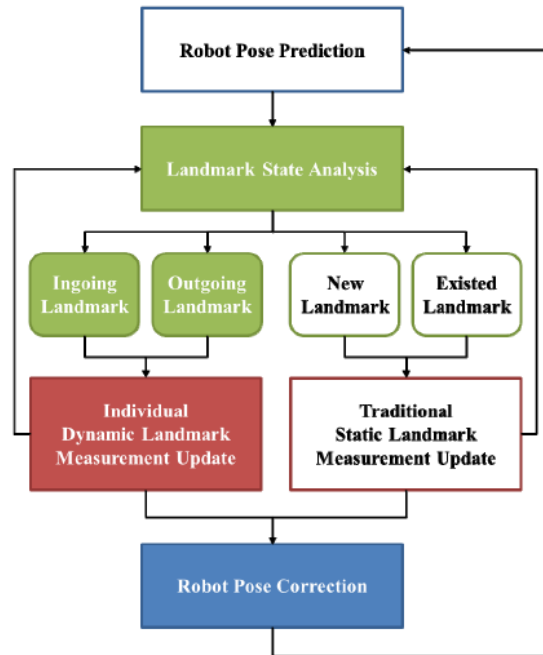 Robot Pose Prediction
Landmark State Analysis
Ingoing
Landmark
Outgoing
Landmark
New
Landmark
Existed
Landmark
Individual
Dynamic Landmark
Measurement Update
Traditional
Static Landmark
Measurement Update
Robot Pose Correction